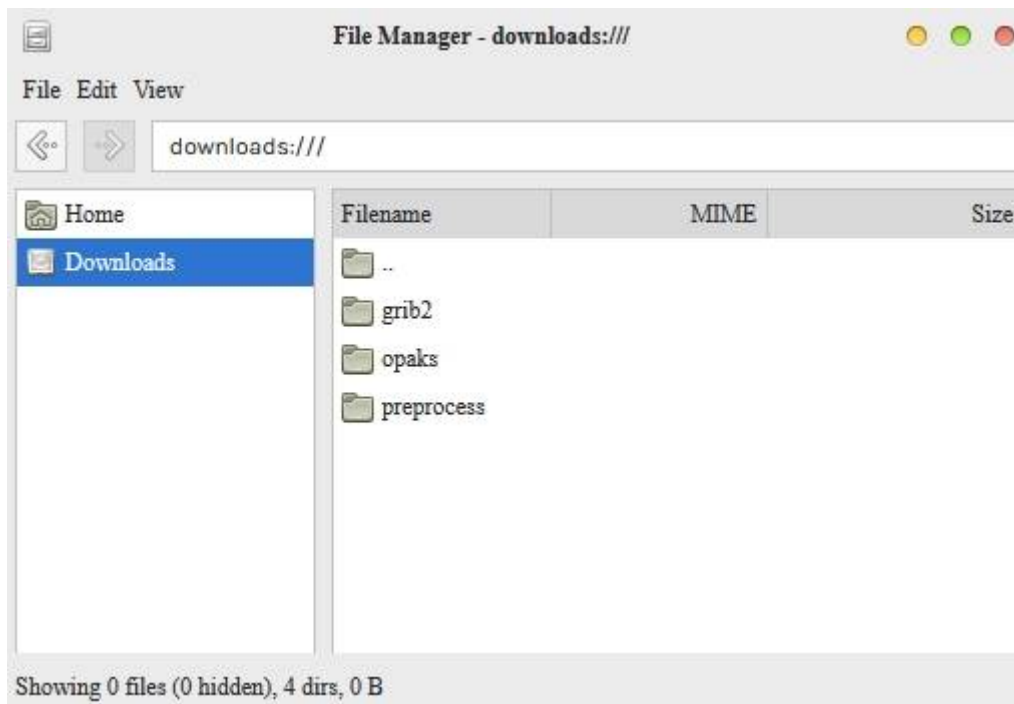 File Manager - downloads:///
File Edit View
downloads:///
Home
Downloads
Filename MIME Size
..
grib2
opaks
preprocess
Showing 0 files (0 hidden), 4 dirs, 0 B